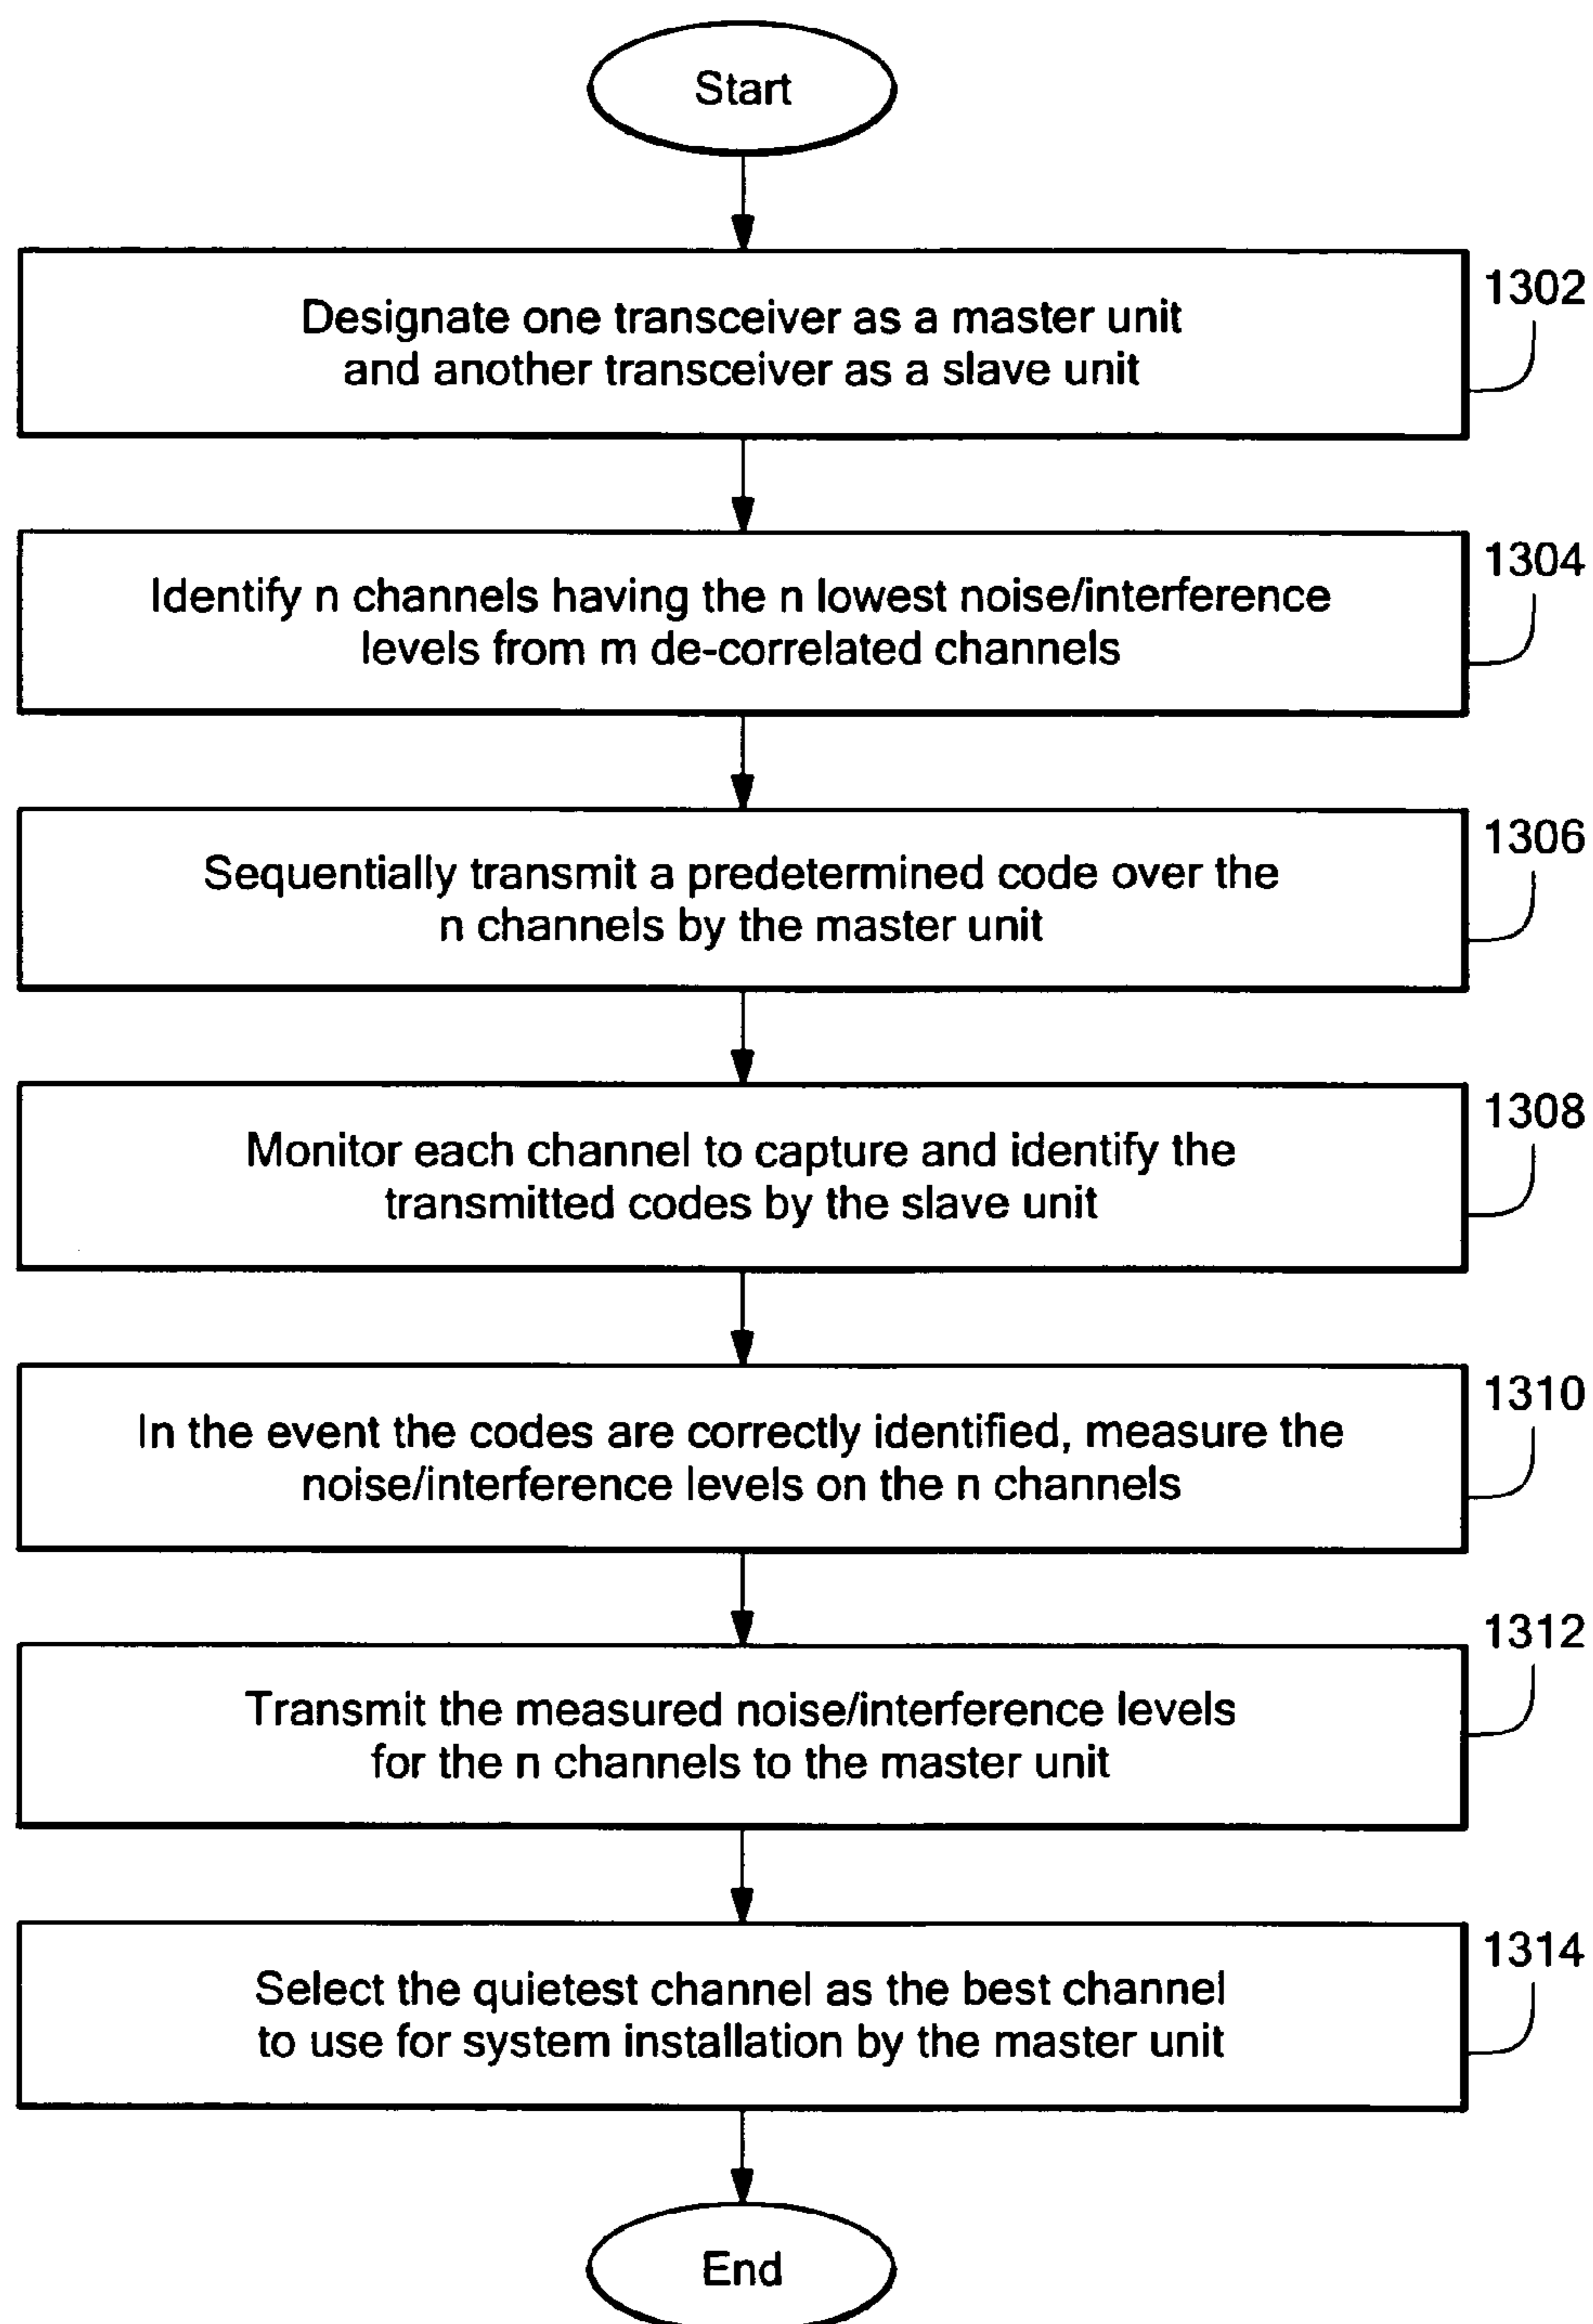 Start
1302
Designate one transceiver as a master unit
and another transceiver as a slave unit
1304
Identify n channels having the n lowest noise/interference
levels from m de-correlated channels
1306
Sequentially transmit a predetermined code over the
n channels by the master unit
1308
Monitor each channel to capture and identify the
transmitted codes by the slave unit
1310
In the event the codes are correctly identified, measure the
noise/interference levels on the n channels
1312
Transmit the measured noise/interference levels
for the n channels to the master unit
1314
Select the quietest channel as the best channel
to use for system installation by the master unit
End